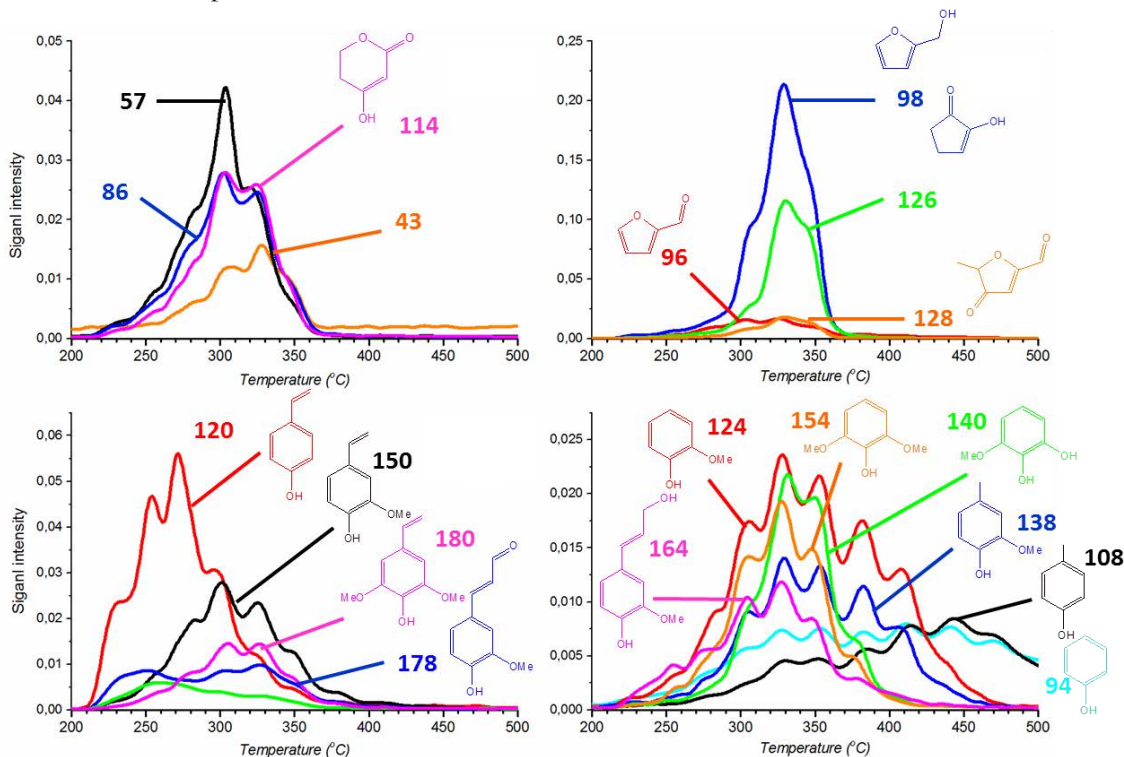 0,05
0,04
0,03
0,02
0,01
0,00
Siganl intensity
57
86
114
43
O
O
OH
200 250 300 350 400 450 500
Temperature (°C)
0,25
0,20
0,15
0,10
0,05
0,00
OH
O
98
O
OH
126
O
O
96
O
O
O
128
200 250 300 350 400 450 500
Temperature (°C)
0,06
0,05
0,04
0,03
0,02
0,01
0,00
Siganl intensity
120
OH
150
OMe
OH
180
MeO
OMe
OH
O
178
OMe
OH
200 250 300 350 400 450 500
Temperature (°C)
0,025
0,020
0,015
0,010
0,005
0,000
124
OMe
OH
154
MeO
OMe
OH
140
MeO
OH
OH
OH
164
OMe
OH
138
OMe
OH
108
OH
94
OH
200 250 300 350 400 450 500
Temperature (°C)